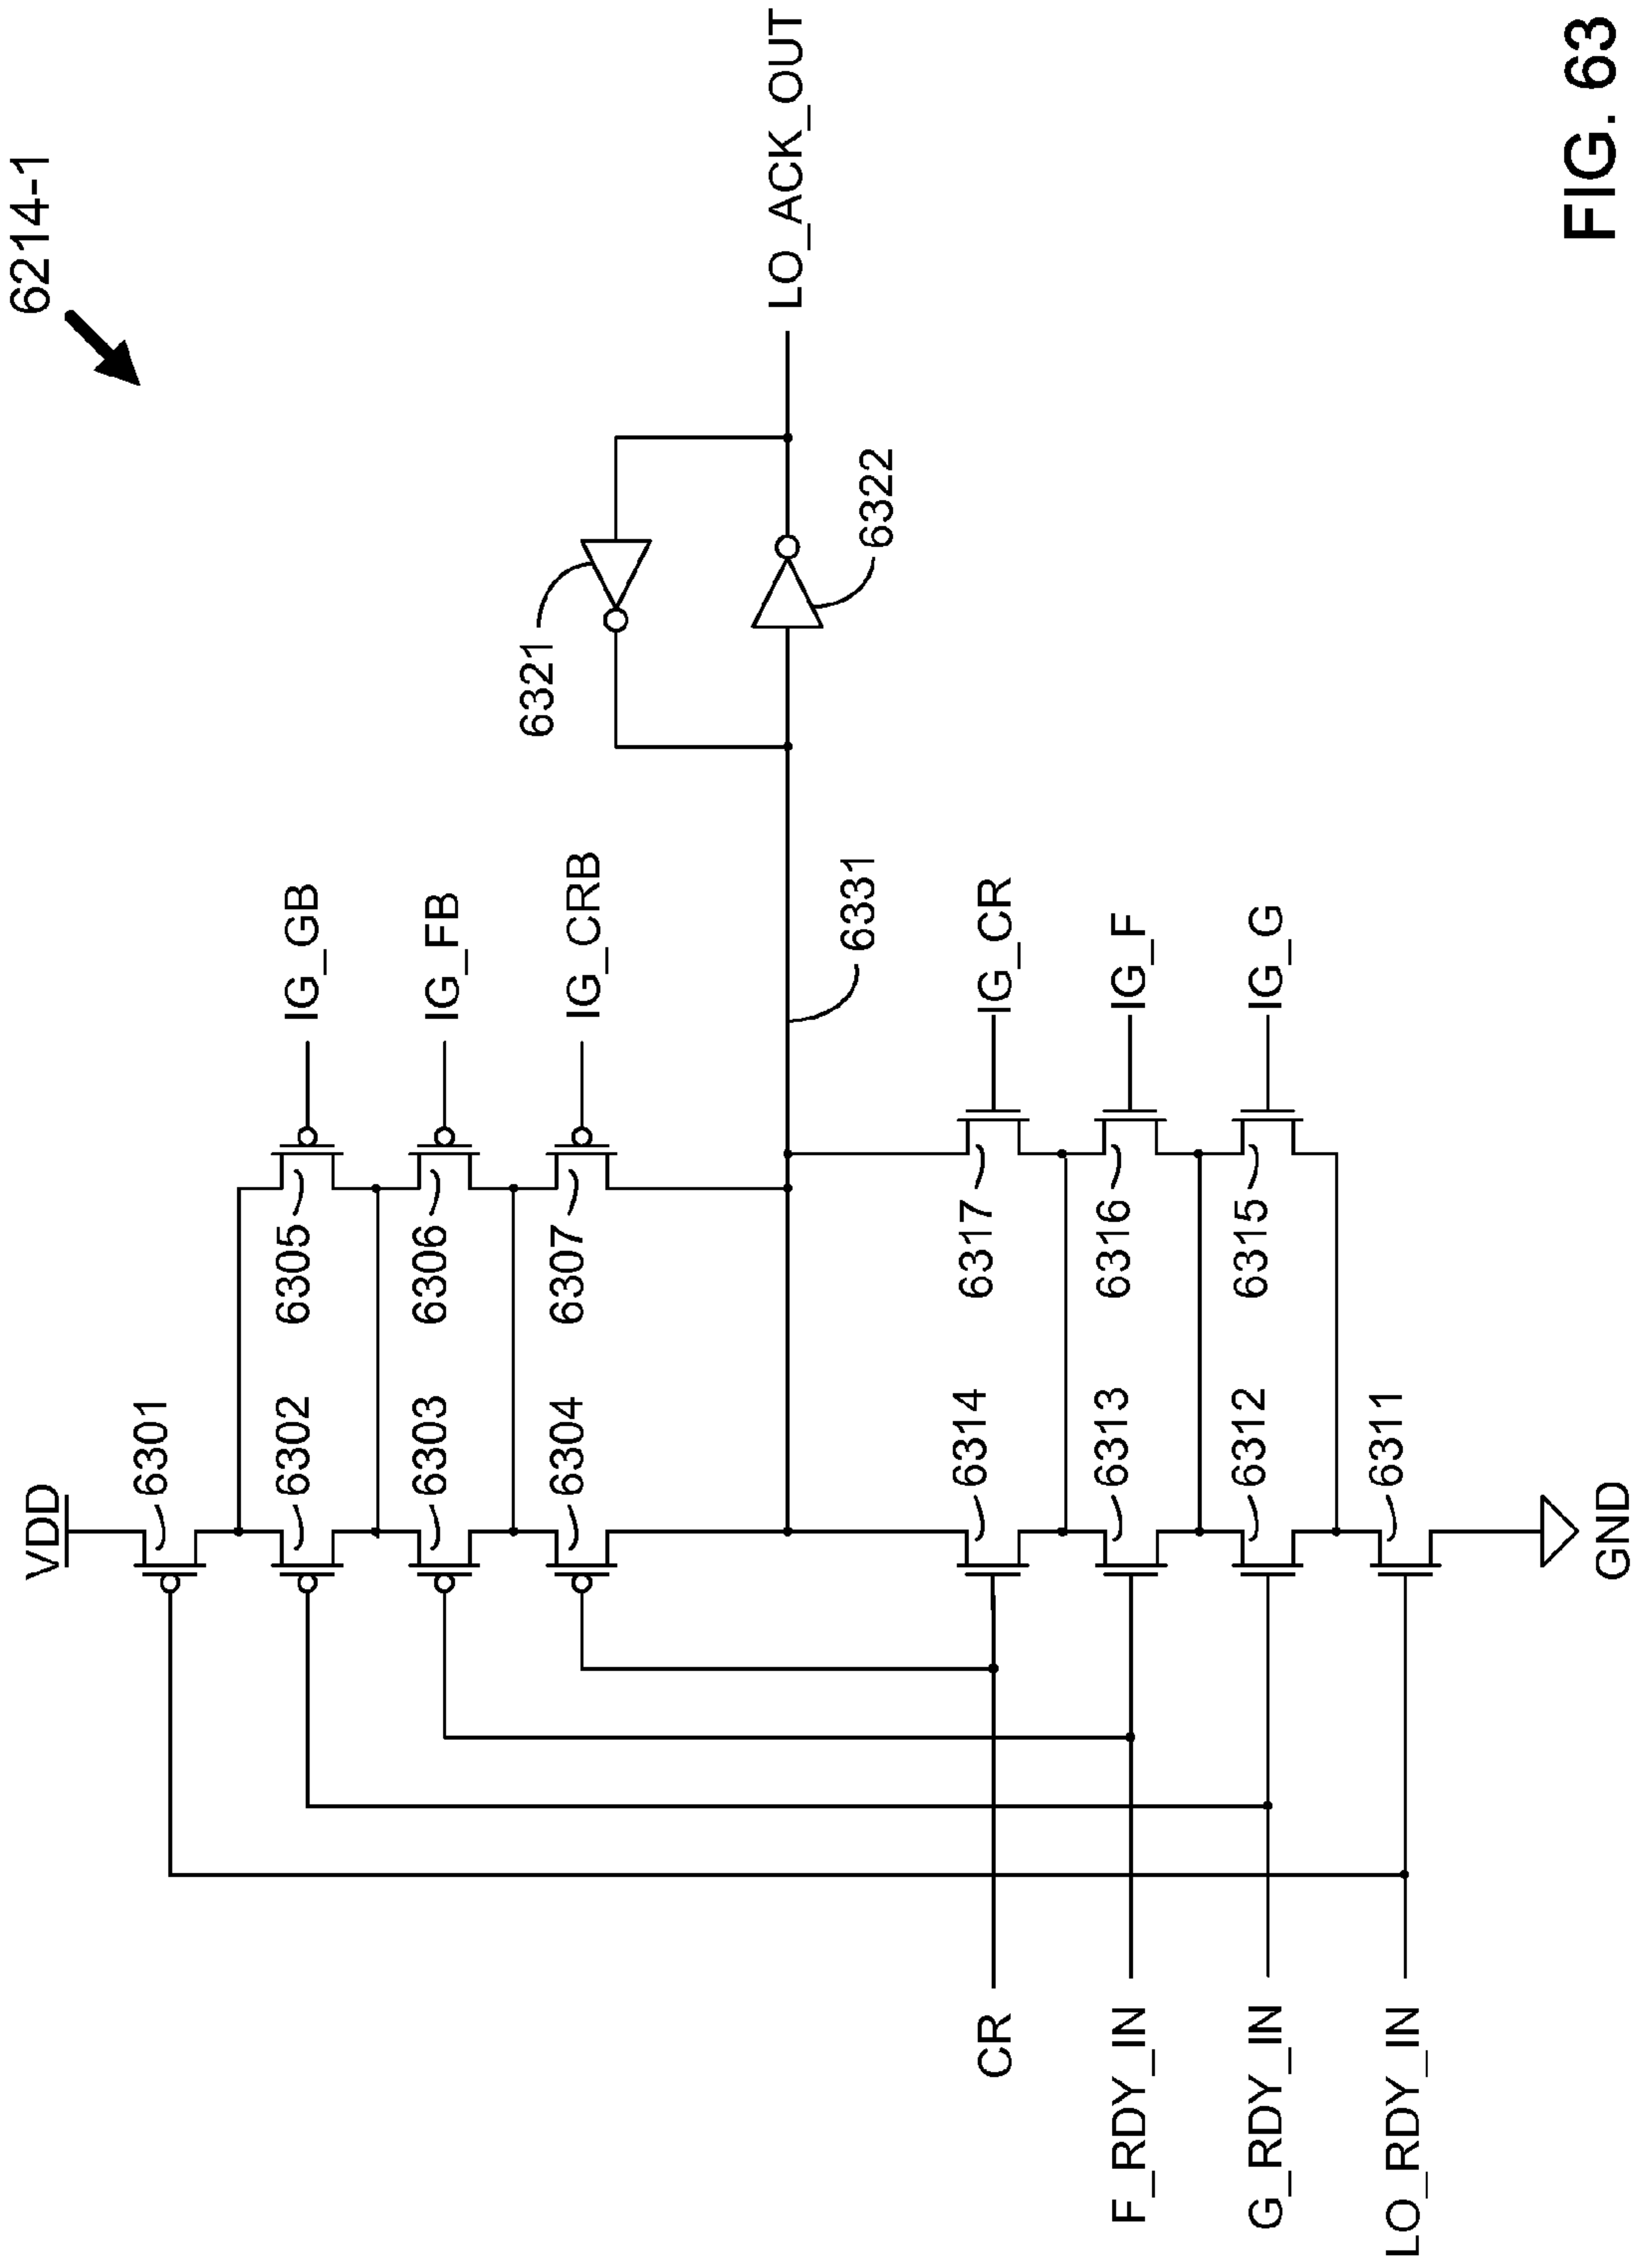 6214-1
VDD
6301
6302
6305
IG_GB
6303
6306
IG_FB
6304
6307
IG_CRB
6321
LO_ACK_OUT
6322
6331
CR
6314
6317
IG_CR
F_RDY_IN
6313
6316
IG_F
G_RDY_IN
6312
6315
IG_G
LO_RDY_IN
6311
GND
FIG. 63